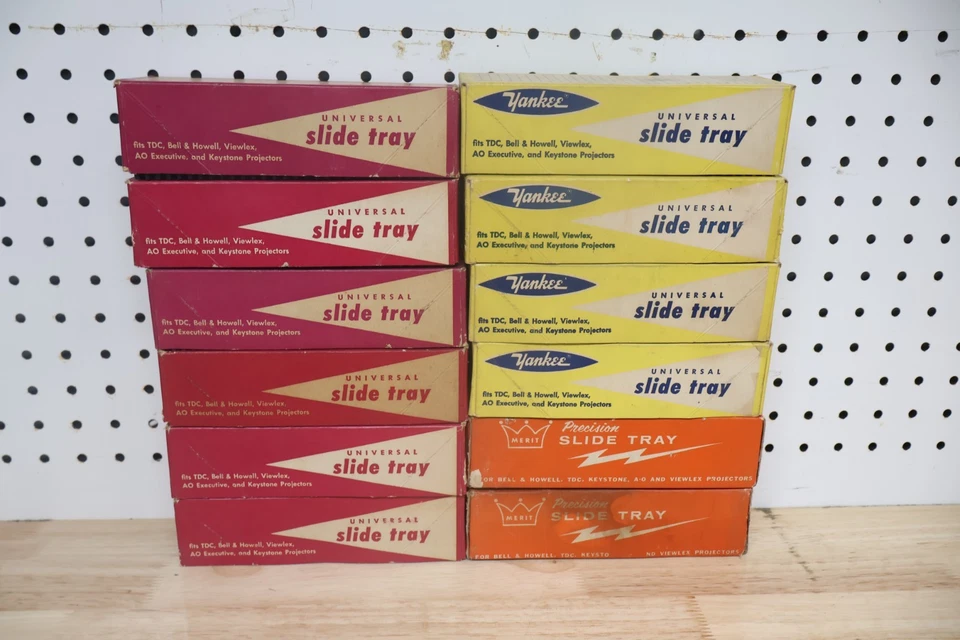 UNIVERSAL
slide tray
fits TDC, Bell & Howell, Viewlex,
AO Executive, and Keystone Projectors
UNIVERSAL
slide tray
fits TDC, Bell & Howell, Viewlex,
AO Executive, and Keystone Projectors
UNIVERSAL
slide tray
fits TDC, Bell & Howell, Viewlex,
AO Executive, and Keystone Projectors
UNIVERSAL
slide tray
fits TDC, Bell & Howell, Viewlex,
AO Executive, and Keystone Projectors
UNIVERSAL
slide tray
fits TDC, Bell & Howell, Viewlex,
AO Executive, and Keystone Projectors
UNIVERSAL
slide tray
fits TDC, Bell & Howell, Viewlex,
AO Executive, and Keystone Projectors
Yankee
UNIVERSAL
slide tray
fits TDC, Bell & Howell, Viewlex,
AO Executive, and Keystone Projectors
Yankee
UNIVERSAL
slide tray
fits TDC, Bell & Howell, Viewlex,
AO Executive, and Keystone Projectors
Yankee
UNIVERSAL
slide tray
fits TDC, Bell & Howell, Viewlex,
AO Executive, and Keystone Projectors
Yankee
UNIVERSAL
slide tray
fits TDC, Bell & Howell, Viewlex,
AO Executive, and Keystone Projectors
MERIT
Precision
SLIDE TRAY
OR BELL & HOWELL, TDC, KEYSTONE, A-O AND VIEWLEX PROJECTORS
MERIT
Precision
SLIDE TRAY
FOR BELL & HOWELL, TDC, KEYSTO ND VIEWLEX PROJECTORS